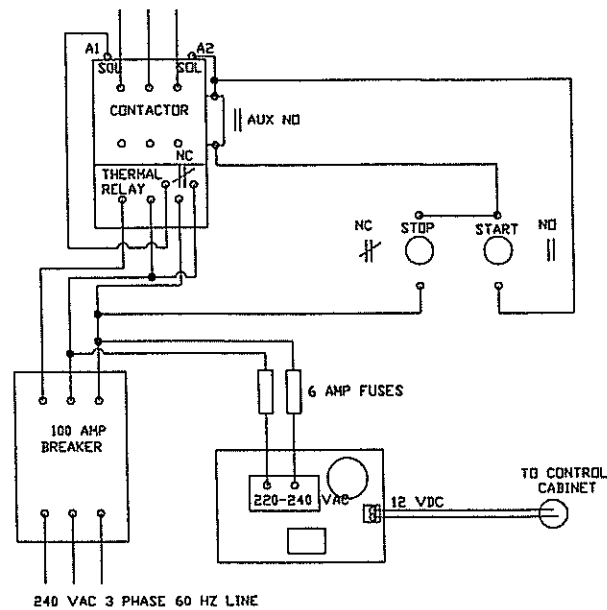 A1
A2
SOL
SOL
CONTACTOR
AUX NO
NC
THERMAL
RELAY
NC
STOP
START
NO
6 AMP FUSES
100 AMP
BREAKER
220-240 VAC
12 VDC
TO CONTROL
CABINET
240 VAC 3 PHASE 60 HZ LINE